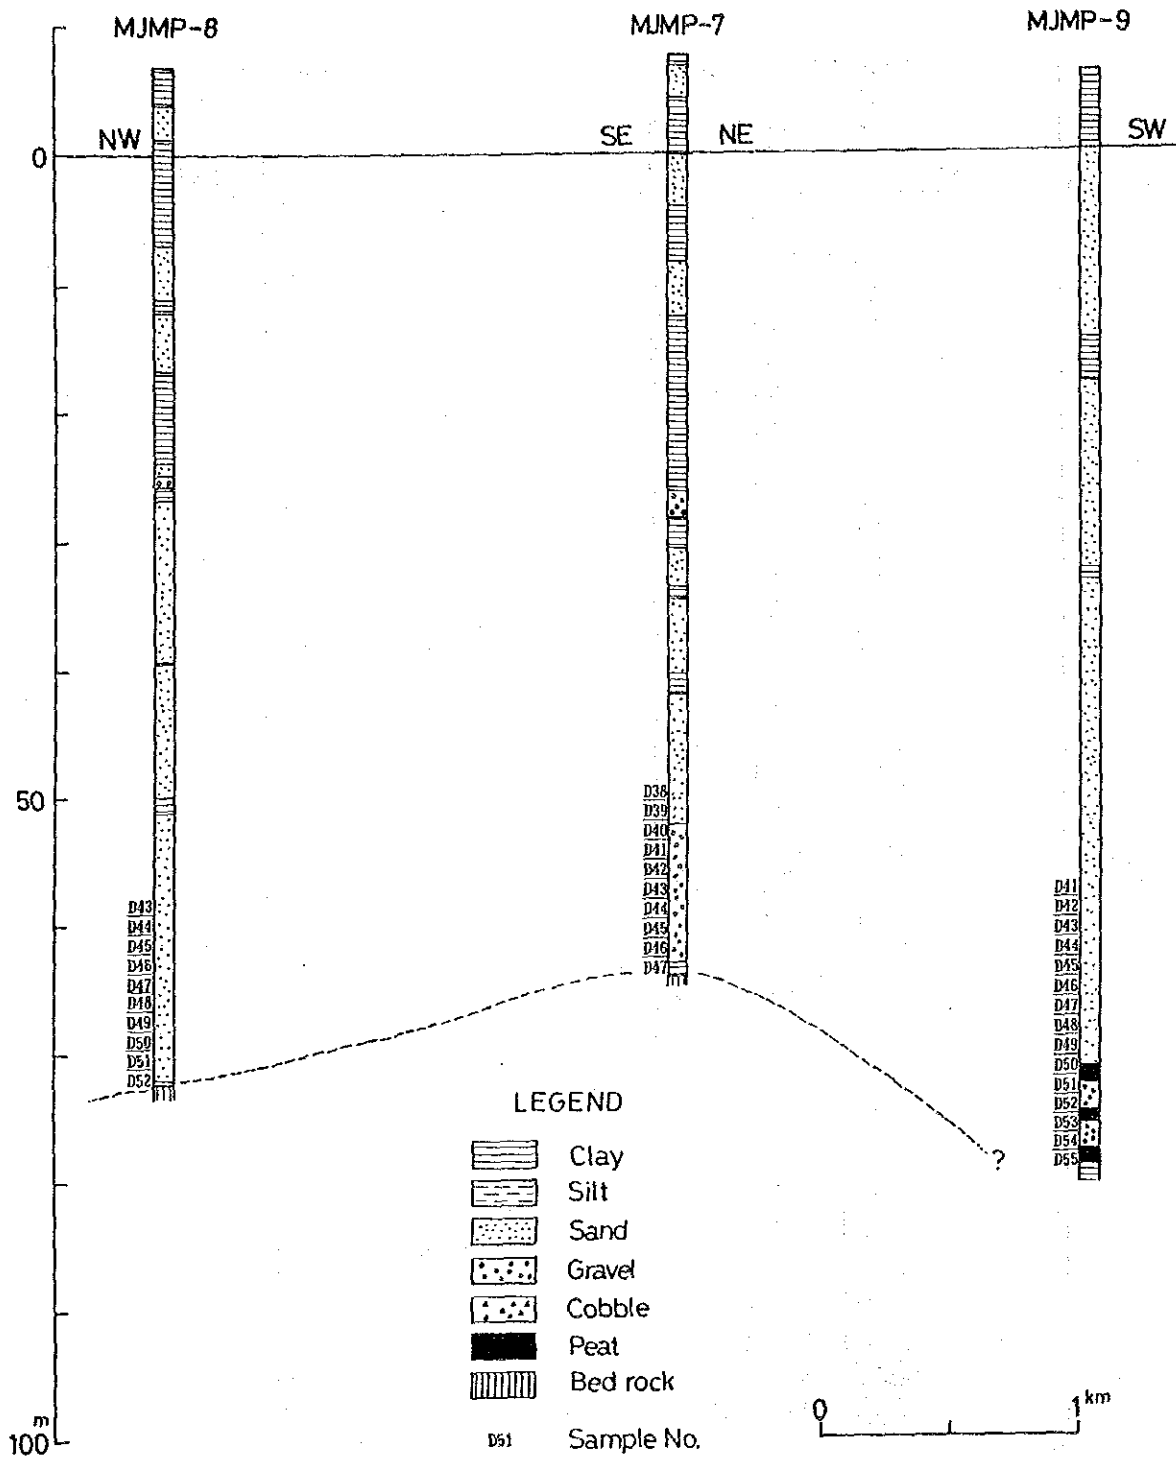 MJMP-8 MJMP-7 MJMP-9
NW SE NE SW
0
50
D38
D39
D40
D41
D42
D43
D44
D45
D46
D47
D43
D44
D45
D46
D47
D48
D49
D50
D51
D52
D41
D42
D43
D44
D45
D46
D47
D48
D49
D50
D51
D52
D53
D54
D55
?
LEGEND
Clay
Silt
Sand
Gravel
Cobble
Peat
Bed rock
D51 Sample No.
0 1 km
m
100